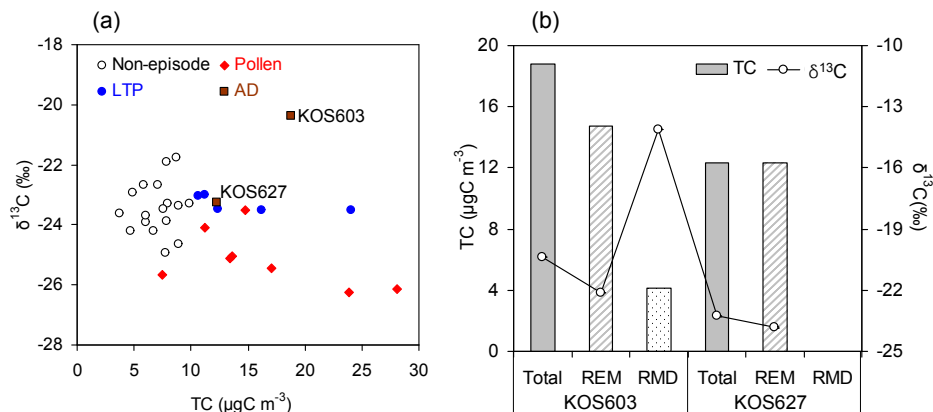 (a)
-18
-20
-22
-24
-26
-28
δ¹³C (‰)
Non-episode
Pollen
LTP
AD
KOS603
KOS627
0 5 10 15 20 25 30
TC (µgC m⁻³)
(b)
20
16
12
8
4
0
TC (µgC m⁻³)
TC
δ¹³C
-10
-13
-16
-19
-22
-25
δ¹³C(‰)
Total REM RMD Total REM RMD
KOS603 KOS627